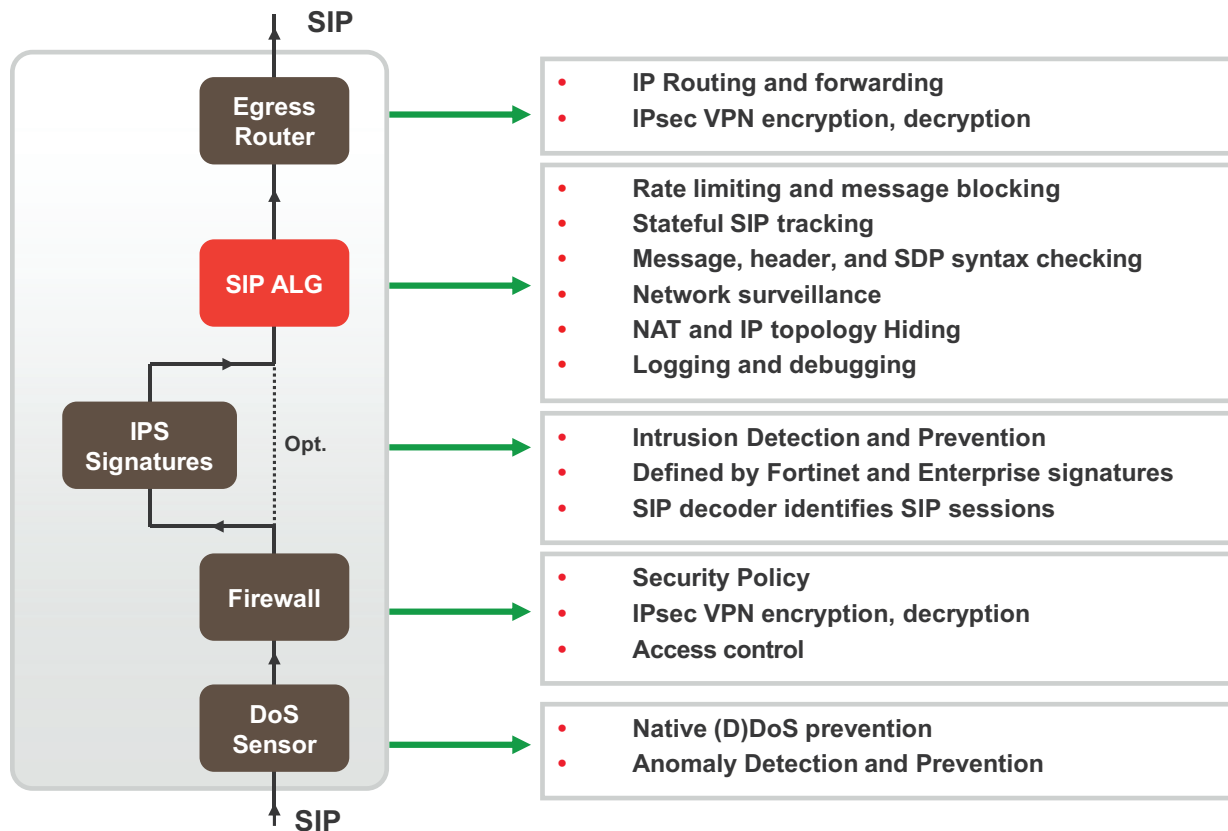 SIP
Egress
Router
• IP Routing and forwarding
• IPsec VPN encryption, decryption
SIP ALG
• Rate limiting and message blocking
• Stateful SIP tracking
• Message, header, and SDP syntax checking
• Network surveillance
• NAT and IP topology Hiding
• Logging and debugging
IPS
Signatures
Opt.
• Intrusion Detection and Prevention
• Defined by Fortinet and Enterprise signatures
• SIP decoder identifies SIP sessions
Firewall
• Security Policy
• IPsec VPN encryption, decryption
• Access control
DoS
Sensor
• Native (D)DoS prevention
• Anomaly Detection and Prevention
SIP